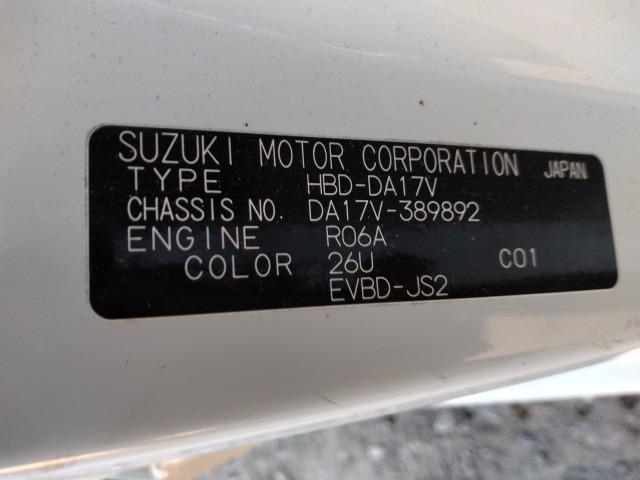 SUZUKI MOTOR CORPORATION JAPAN
TYPE HBD-DA17V
CHASSIS NO. DA17V-389892
ENGINE R06A
COLOR 26U C01
EVBD-JS2